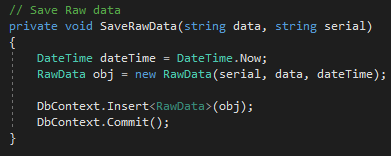 // Save Raw data
private void SaveRawData(string data, string serial)
{
    DateTime dateTime = DateTime.Now;
    RawData obj = new RawData(serial, data, dateTime);

    DbContext.Insert<RawData>(obj);
    DbContext.Commit();
}